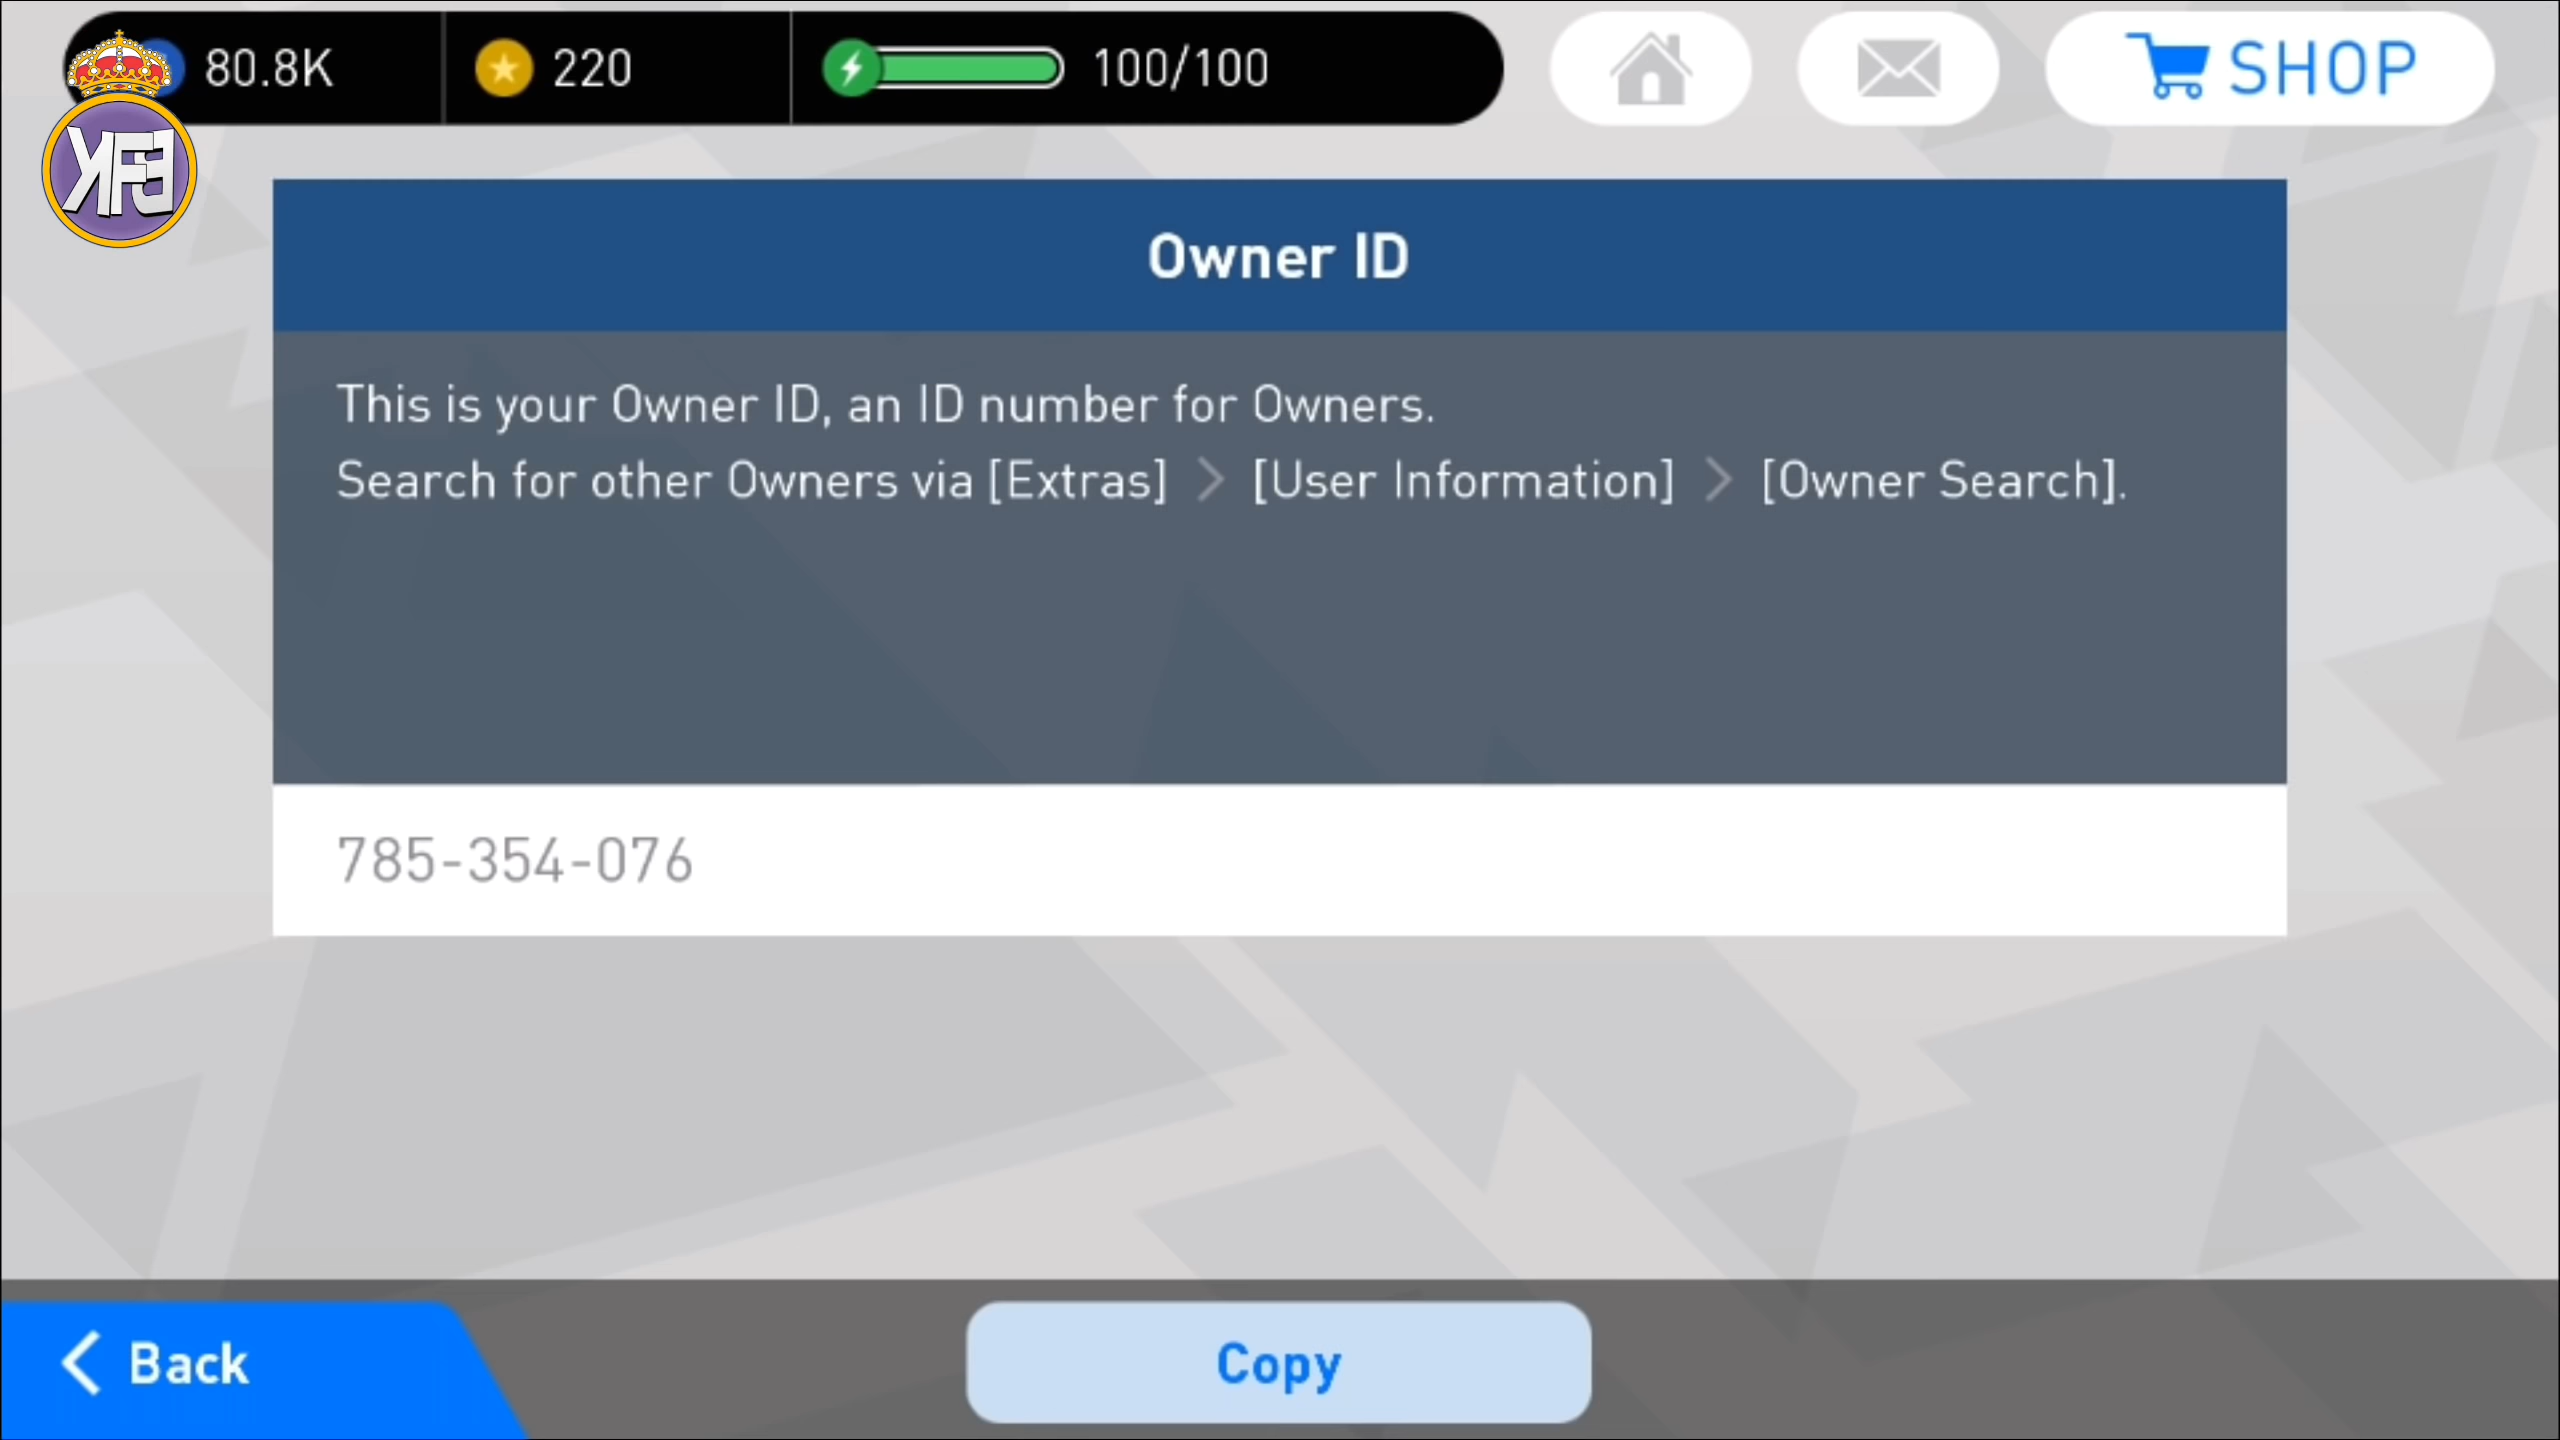 80.8K
220
100/100
SHOP
KFB
Owner ID
This is your Owner ID, an ID number for Owners.
Search for other Owners via [Extras] > [User Information] > [Owner Search].
785-354-076
Back
Copy